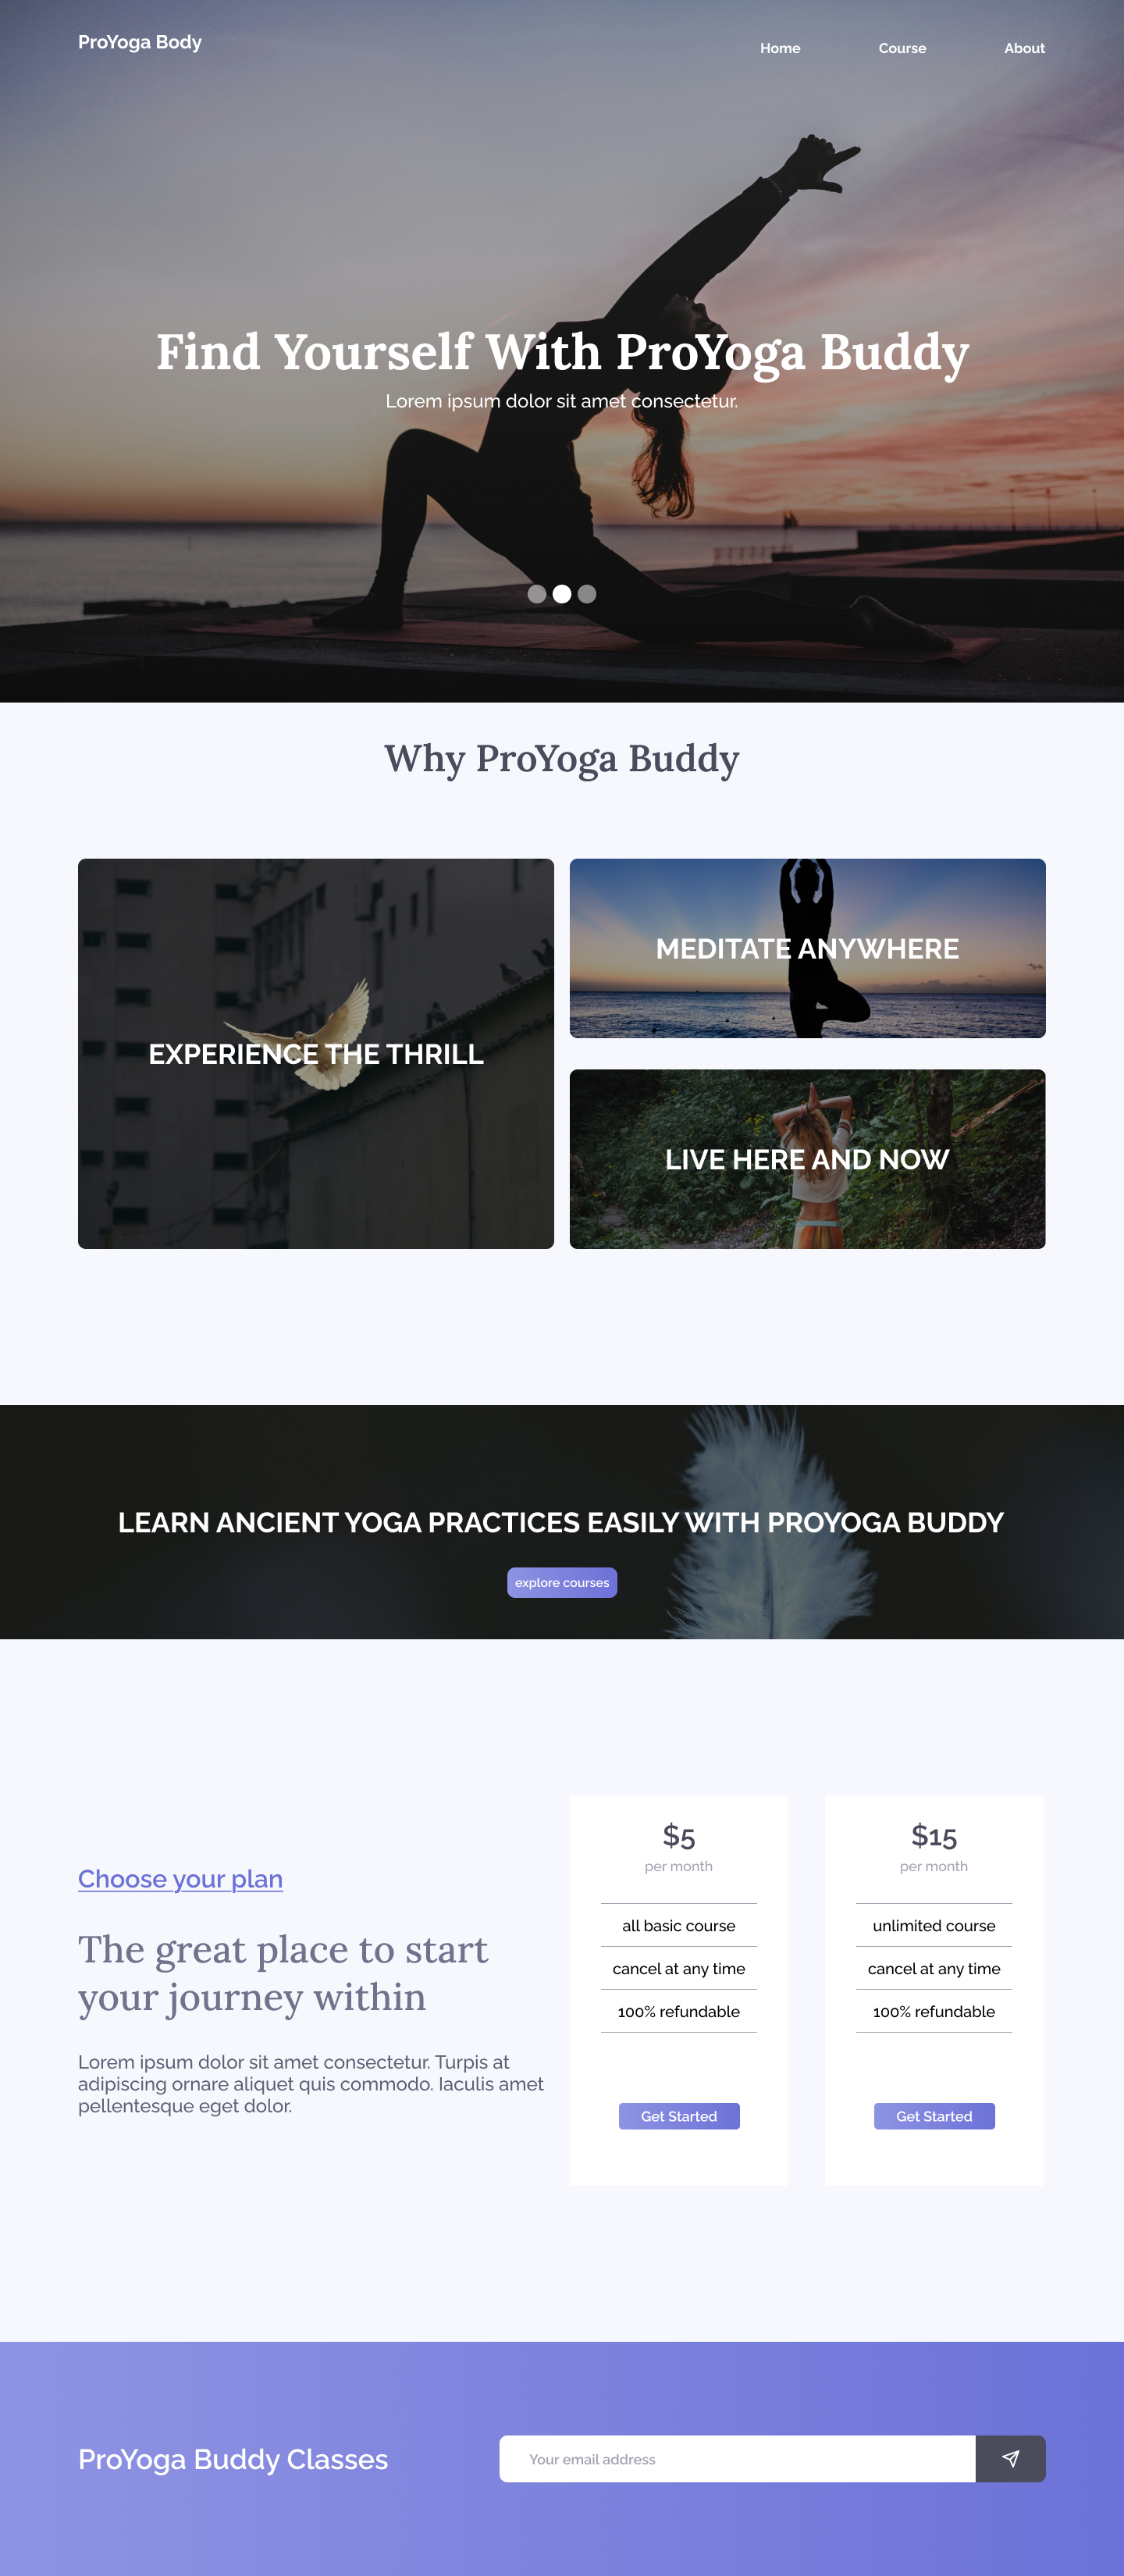 ProYoga Body
Home
Course
About
Find Yourself With ProYoga Buddy
Lorem ipsum dolor sit amet consectetur.
Why ProYoga Buddy
EXPERIENCE THE THRILL
MEDITATE ANYWHERE
LIVE HERE AND NOW
LEARN ANCIENT YOGA PRACTICES EASILY WITH PROYOGA BUDDY
explore courses
Choose your plan
The great place to start
your journey within
Lorem ipsum dolor sit amet consectetur. Turpis at
adipiscing ornare aliquet quis commodo. Iaculis amet
pellentesque eget dolor.
$5
per month
all basic course
cancel at any time
100% refundable
Get Started
$15
per month
unlimited course
cancel at any time
100% refundable
Get Started
ProYoga Buddy Classes
Your email address